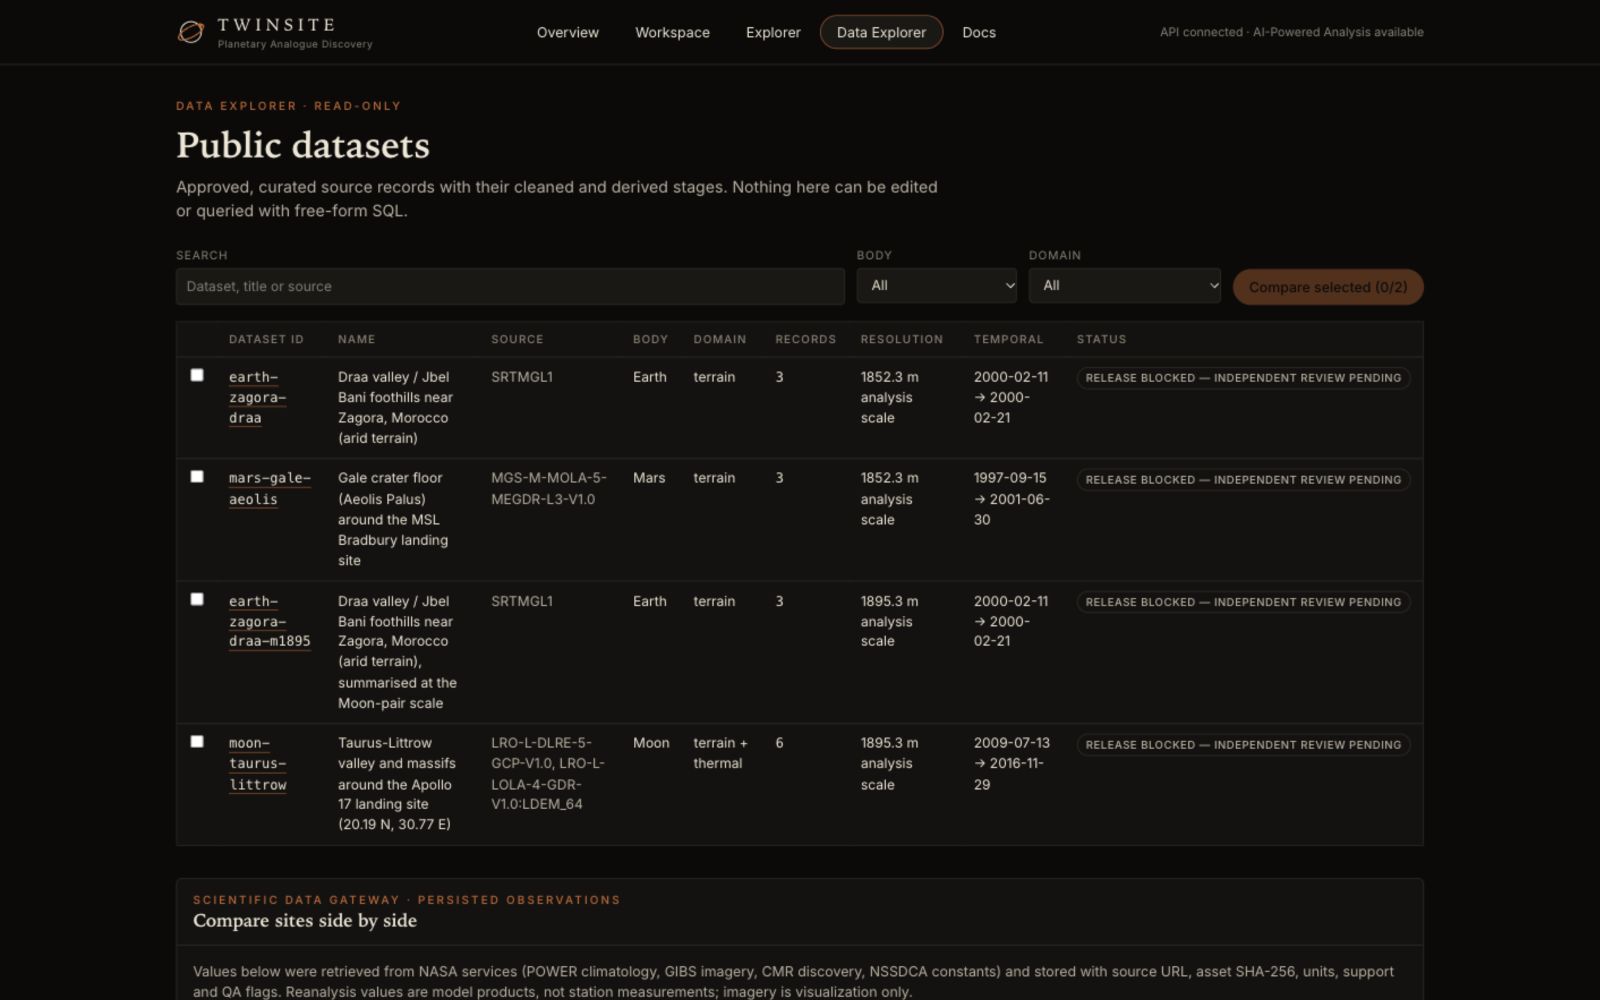 TWINSITE
Planetary Analogue Discovery
Overview
Workspace
Explorer
Data Explorer
Docs
API connected · AI-Powered Analysis available
DATA EXPLORER · READ-ONLY
Public datasets
Approved, curated source records with their cleaned and derived stages. Nothing here can be edited
or queried with free-form SQL.
SEARCH
BODY
DOMAIN
Dataset, title or source
All
All
Compare selected (0/2)
DATASET ID
NAME
SOURCE
BODY
DOMAIN
RECORDS
RESOLUTION
TEMPORAL
STATUS
earth-
zagora-
draa
Draa valley / Jbel
Bani foothills near
Zagora, Morocco
(arid terrain)
SRTMGL1
Earth
terrain
3
1852.3 m
analysis
scale
2000-02-11
→ 2000-
02-21
RELEASE BLOCKED — INDEPENDENT REVIEW PENDING
mars-gale-
aeolis
Gale crater floor
(Aeolis Palus)
around the MSL
Bradbury landing
site
MGS-M-MOLA-5-
MEGDR-L3-V1.0
Mars
terrain
3
1852.3 m
analysis
scale
1997-09-15
→ 2001-06-
30
RELEASE BLOCKED — INDEPENDENT REVIEW PENDING
earth-
zagora-
draa-m1895
Draa valley / Jbel
Bani foothills near
Zagora, Morocco
(arid terrain),
summarised at the
Moon-pair scale
SRTMGL1
Earth
terrain
3
1895.3 m
analysis
scale
2000-02-11
→ 2000-
02-21
RELEASE BLOCKED — INDEPENDENT REVIEW PENDING
moon-
taurus-
littrow
Taurus-Littrow
valley and massifs
around the Apollo
17 landing site
(20.19 N, 30.77 E)
LRO-L-DLRE-5-
GCP-V1.0, LRO-L-
LOLA-4-GDR-
V1.0:LDEM_64
Moon
terrain +
thermal
6
1895.3 m
analysis
scale
2009-07-13
→ 2016-11-
29
RELEASE BLOCKED — INDEPENDENT REVIEW PENDING
SCIENTIFIC DATA GATEWAY · PERSISTED OBSERVATIONS
Compare sites side by side
Values below were retrieved from NASA services (POWER climatology, GIBS imagery, CMR discovery, NSSDCA constants) and stored with source URL, asset SHA-256, units, support
and QA flags. Reanalysis values are model products, not station measurements; imagery is visualization only.